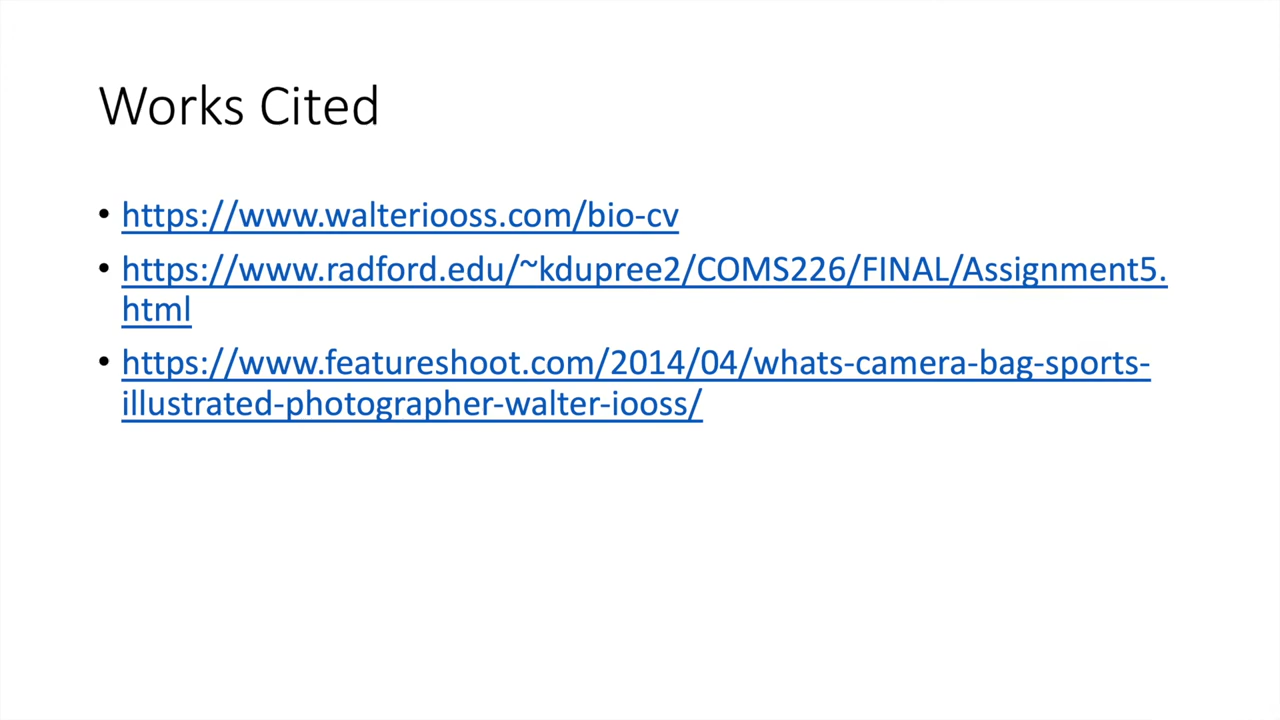 Works Cited
• https://www.walteriooss.com/bio-cv
• https://www.radford.edu/~kdupree2/COMS226/FINAL/Assignment5.
html
• https://www.featureshoot.com/2014/04/whats-camera-bag-sports-
illustrated-photographer-walter-iooss/